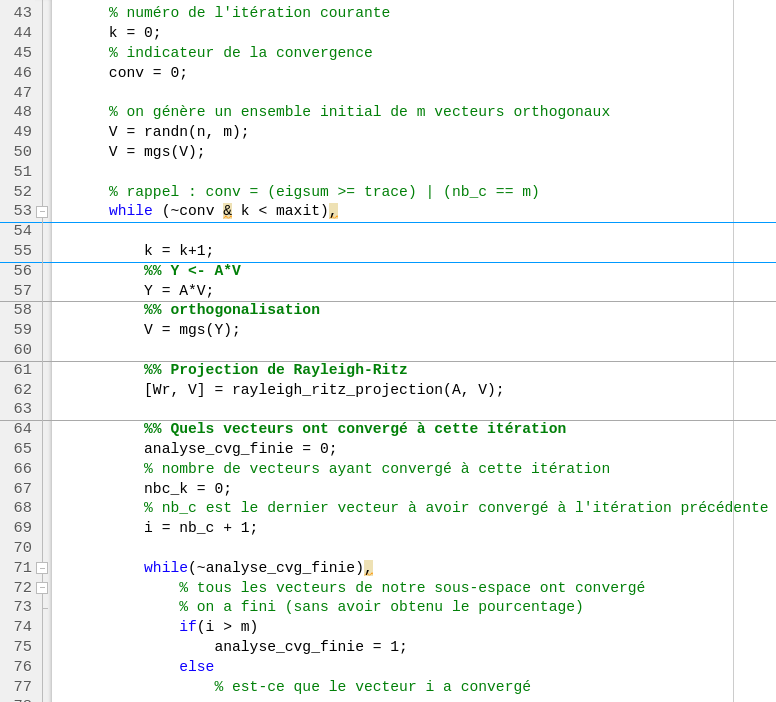 43 % numéro de l'itération courante
44 k = 0;
45 % indicateur de la convergence
46 conv = 0;
47
48 % on génère un ensemble initial de m vecteurs orthogonaux
49 V = randn(n, m);
50 V = mgs(V);
51
52 % rappel : conv = (eigsum >= trace) | (nb_c == m)
53 while (~conv & k < maxit),
54
55 k = k+1;
56 %% Y <- A*V
57 Y = A*V;
58 %% orthogonalisation
59 V = mgs(Y);
60
61 %% Projection de Rayleigh-Ritz
62 [Wr, V] = rayleigh_ritz_projection(A, V);
63
64 %% Quels vecteurs ont convergé à cette itération
65 analyse_cvg_finie = 0;
66 % nombre de vecteurs ayant convergé à cette itération
67 nbc_k = 0;
68 % nb_c est le dernier vecteur à avoir convergé à l'itération précédente
69 i = nb_c + 1;
70
71 while(~analyse_cvg_finie),
72 % tous les vecteurs de notre sous-espace ont convergé
73 % on a fini (sans avoir obtenu le pourcentage)
74 if(i > m)
75 analyse_cvg_finie = 1;
76 else
77 % est-ce que le vecteur i a convergé